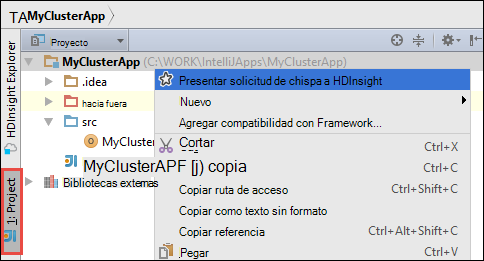 TA MyClusterApp
Proyecto
HDInsight Explorer
1: Project
MyClusterApp (C:\WORK\IntelliJApps\MyClusterApp)
.idea
hacia fuera
src
MyCluster
MyClusterAPF [j) copia
Bibliotecas externas
Presentar solicitud de chispa a HDInsight
Nuevo
Agregar compatibilidad con Framework...
Cortar Ctrl+X
Ctrl+C
Copiar ruta de acceso Ctrl+Shift+C
Copiar como texto sin formato
Copiar referencia Ctrl+Alt+Shift+C
Pegar Ctrl+V